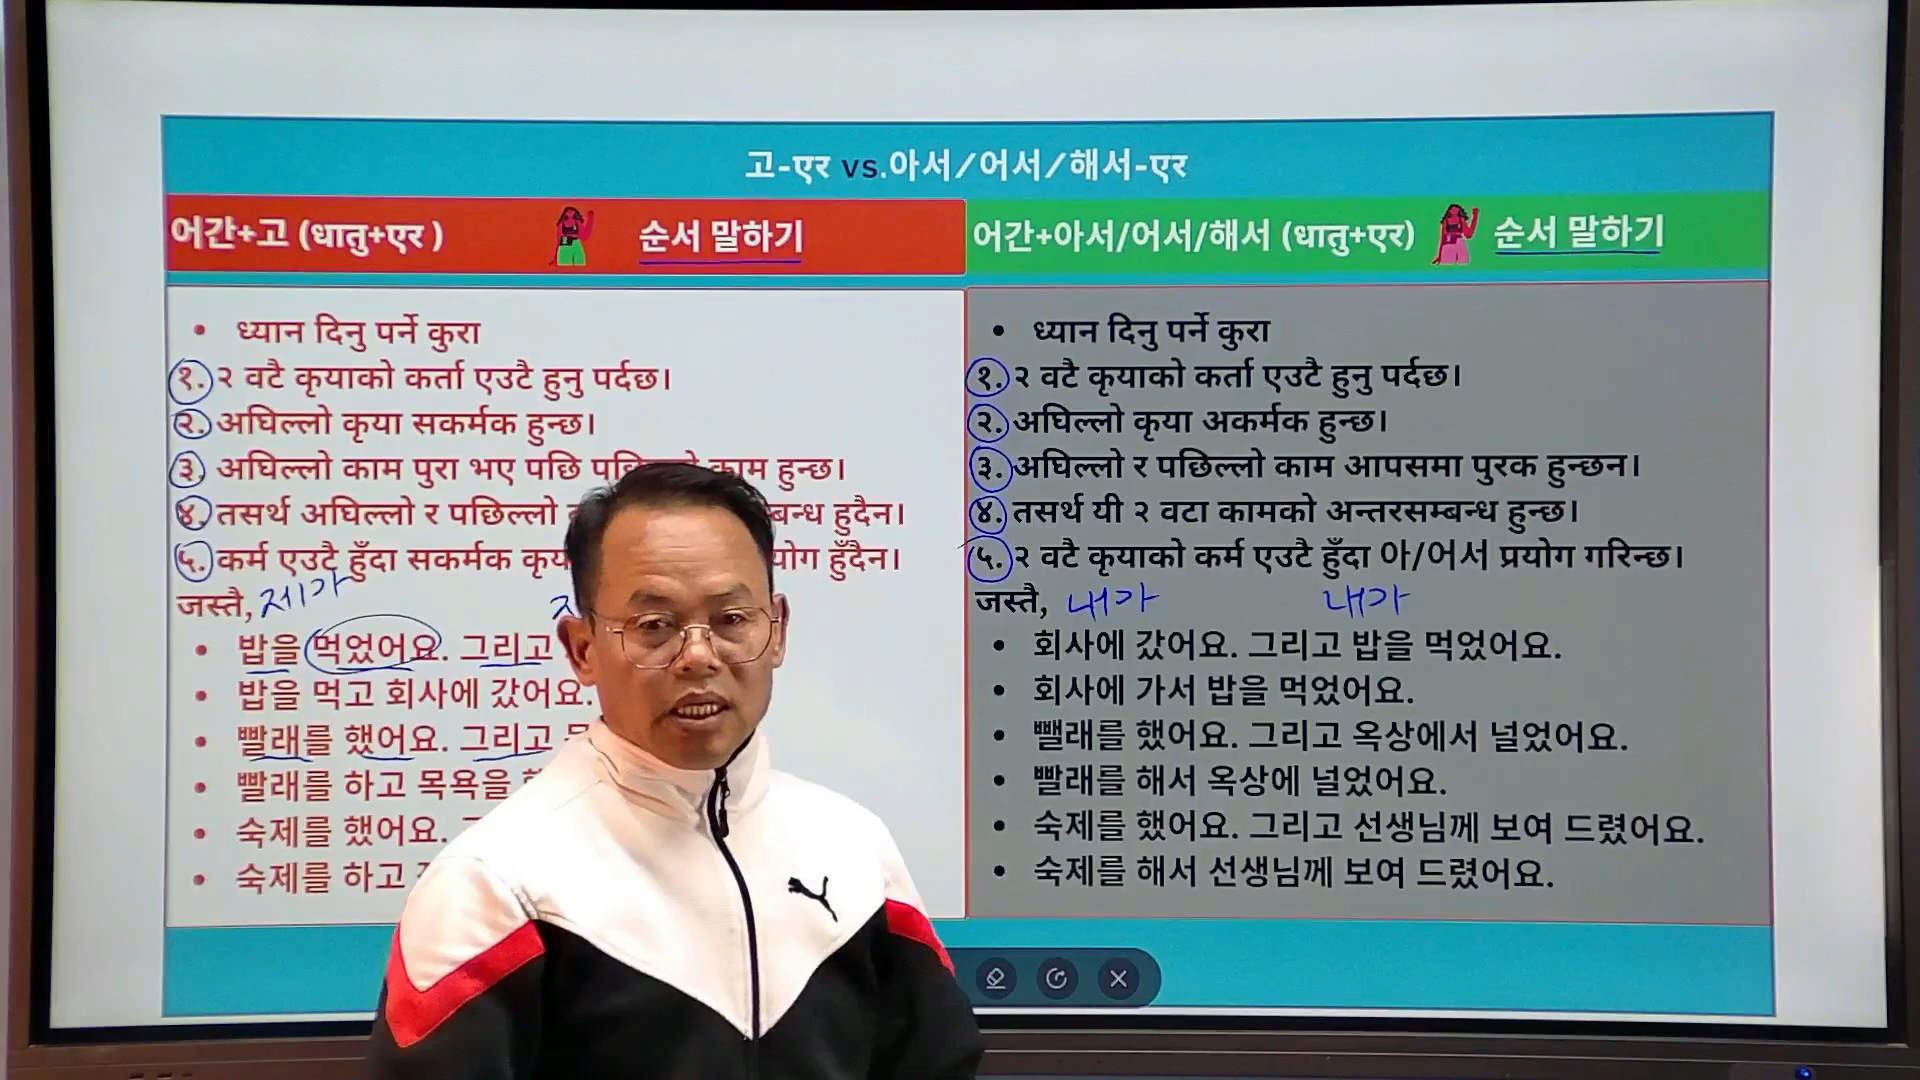 고-एर vs.아서/어서/해서-एर
어간+고 (धातु+एर )
순서 말하기
ध्यान दिनु पर्ने कुरा
१. २ वटै कृयाको कर्ता एउटै हुनु पर्दछ।
२. अघिल्लो कृया सकर्मक हुन्छ।
३. अघिल्लो काम पुरा भए पछि काम हुन्छ।
४. तसर्थ अघिल्लो र पछिल्लो हुदैन।
५. कर्म एउटै हुँदा सकर्मक हुँदैन।
जस्तै, 제가
밥을 먹었어요. 그리고
밥을 먹고 회사에 갔어요.
빨래를 했어요. 그리고
빨래를 하고 목욕을
숙제를 했어요.
숙제를 하고
어간+아서/어서/해서 (धातु+एर)
순서 말하기
ध्यान दिनु पर्ने कुरा
१. २ वटै कृयाको कर्ता एउटै हुनु पर्दछ।
२. अघिल्लो कृया अकर्मक हुन्छ।
३. अघिल्लो र पछिल्लो काम आपसमा पुरक हुन्छन।
४. तसर्थ यी २ वटा कामको अन्तरसम्बन्ध हुन्छ।
५. २ वटै कृयाको कर्म एउटै हुँदा 아/어서 प्रयोग गरिन्छ।
जस्तै, 내가 내가
회사에 갔어요. 그리고 밥을 먹었어요.
회사에 가서 밥을 먹었어요.
뺄래를 했어요. 그리고 옥상에서 널었어요.
빨래를 해서 옥상에 널었어요.
숙제를 했어요. 그리고 선생님께 보여 드렸어요.
숙제를 해서 선생님께 보여 드렸어요.